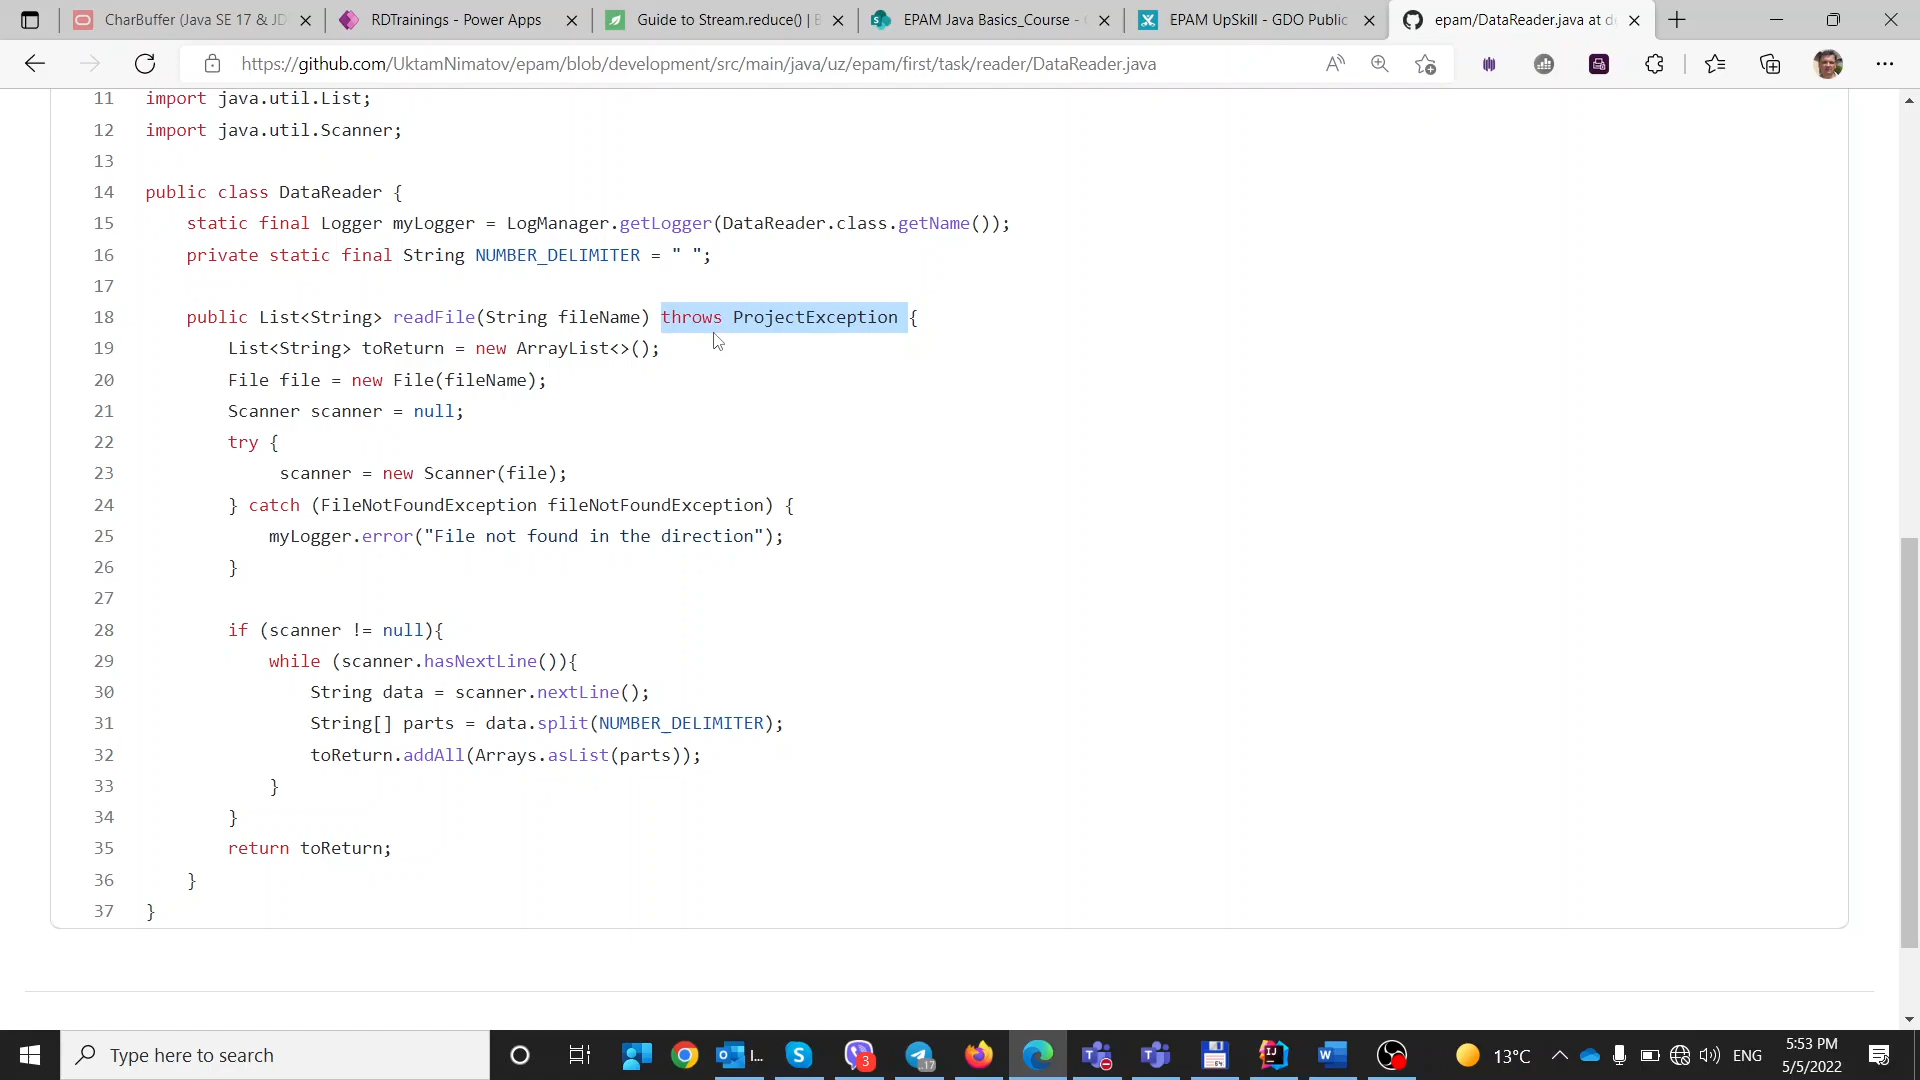 CharBuffer (Java SE 17 & JD
RDTrainings - Power Apps
Guide to Stream.reduce() | B
EPAM Java Basics_Course -
EPAM UpSkill - GDO Public
epam/DataReader.java at d
https://github.com/UktamNimatov/epam/blob/development/src/main/java/uz/epam/first/task/reader/DataReader.java
11 import java.util.List;
12 import java.util.Scanner;
13
14 public class DataReader {
15 static final Logger myLogger = LogManager.getLogger(DataReader.class.getName());
16 private static final String NUMBER_DELIMITER = " ";
17
18 public List<String> readFile(String fileName) throws ProjectException {
19 List<String> toReturn = new ArrayList<>();
20 File file = new File(fileName);
21 Scanner scanner = null;
22 try {
23 scanner = new Scanner(file);
24 } catch (FileNotFoundException fileNotFoundException) {
25 myLogger.error("File not found in the direction");
26 }
27
28 if (scanner != null){
29 while (scanner.hasNextLine()){
30 String data = scanner.nextLine();
31 String[] parts = data.split(NUMBER_DELIMITER);
32 toReturn.addAll(Arrays.asList(parts));
33 }
34 }
35 return toReturn;
36 }
37 }
Type here to search
I...
3
17
13°C
ENG
5:53 PM
5/5/2022